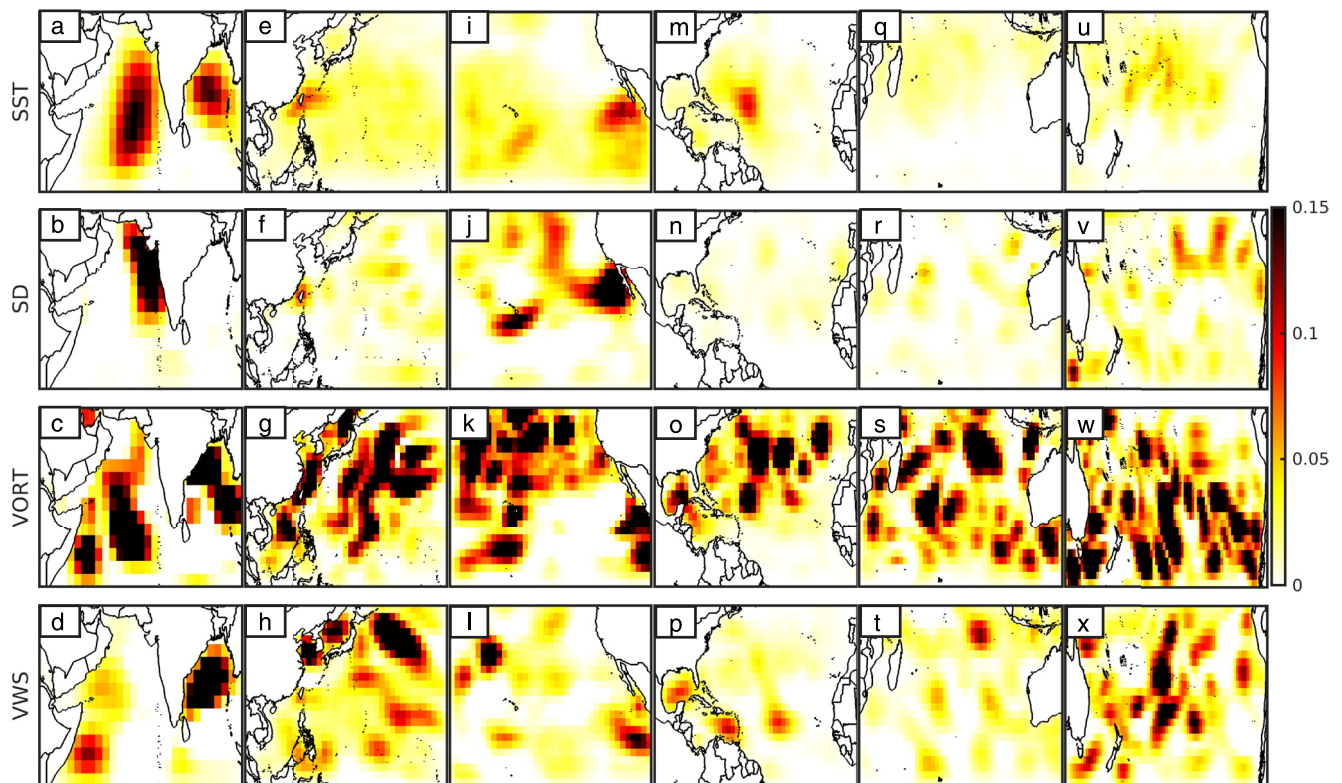 a e i m q u
SST
b f j n r v
SD
0.15
c g k o s w
VORT
0.1
0.05
0
d h l p t x
VWS